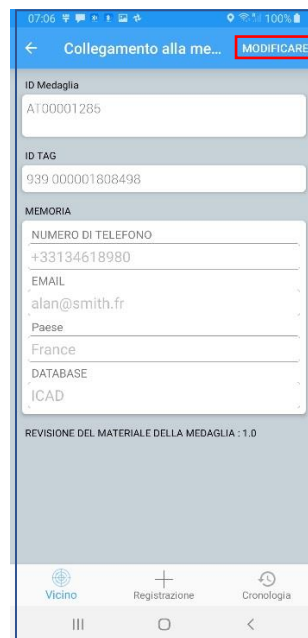 07:06
100%
Collegamento alla me...
MODIFICARE
ID Medaglia
AT00001285
ID TAG
939 000001808498
MEMORIA
NUMERO DI TELEFONO
+33134618980
EMAIL
alan@smith.fr
Paese
France
DATABASE
ICAD
REVISIONE DEL MATERIALE DELLA MEDAGLIA : 1.0
Vicino
Registrazione
Cronologia